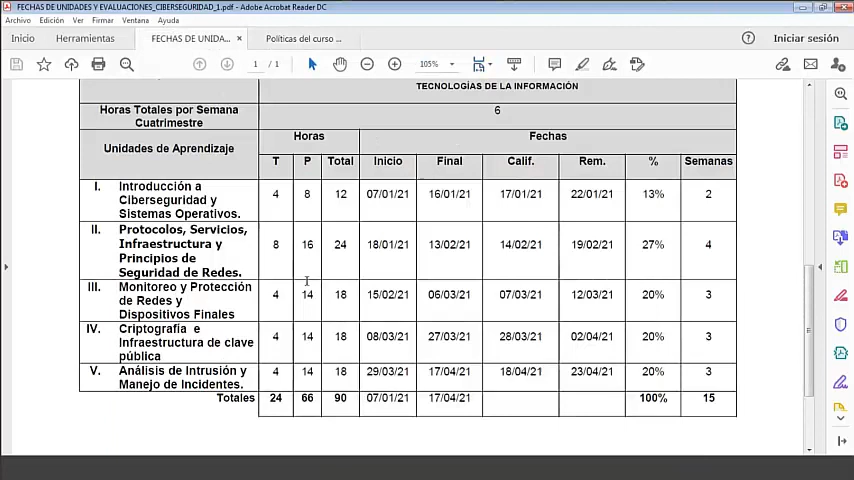 FECHAS DE UNIDADES Y EVALUACIONES_CIBERSEGURIDAD_1.pdf - Adobe Acrobat Reader DC
Archivo Edición Ver Firmar Ventana Ayuda
Inicio Herramientas FECHAS DE UNIDA... × Políticas del curso ... Iniciar sesión
1 / 1 105%
TECNOLOGÍAS DE LA INFORMACIÓN
Horas Totales por Semana
Cuatrimestre
6
Unidades de Aprendizaje
Horas Fechas
T P Total Inicio Final Calif. Rem. % Semanas
I. Introducción a
Ciberseguridad y
Sistemas Operativos.
4 8 12 07/01/21 16/01/21 17/01/21 22/01/21 13% 2
II. Protocolos, Servicios,
Infraestructura y
Principios de
Seguridad de Redes.
8 16 24 18/01/21 13/02/21 14/02/21 19/02/21 27% 4
III. Monitoreo y Protección
de Redes y
Dispositivos Finales
4 14 18 15/02/21 06/03/21 07/03/21 12/03/21 20% 3
IV. Criptografía e
Infraestructura de clave
pública
4 14 18 08/03/21 27/03/21 28/03/21 02/04/21 20% 3
V. Análisis de Intrusión y
Manejo de Incidentes.
4 14 18 29/03/21 17/04/21 18/04/21 23/04/21 20% 3
Totales 24 66 90 07/01/21 17/04/21 100% 15